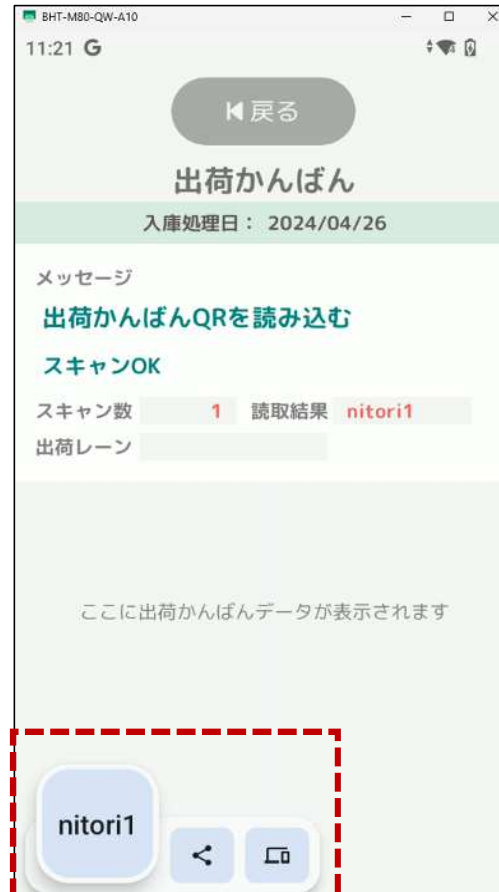 BHT-M80-QW-A10
11:21 G
戻る
出荷かんばん
入庫処理日： 2024/04/26
メッセージ
出荷かんばんQRを読み込む
スキャンOK
スキャン数 1 読取結果 nitori1
出荷レーン
ここに出荷かんばんデータが表示されます
nitori1